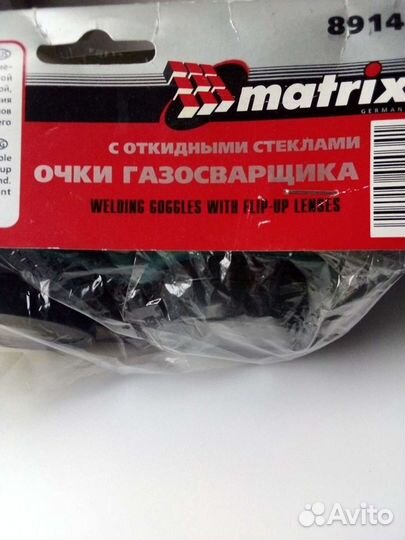 8914
matrix
GERMANY
С ОТКИДНЫМИ СТЕКЛАМИ
ОЧКИ ГАЗОСВАРЩИКА
WELDING GOGGLES WITH FLIP-UP LENSES
Avito